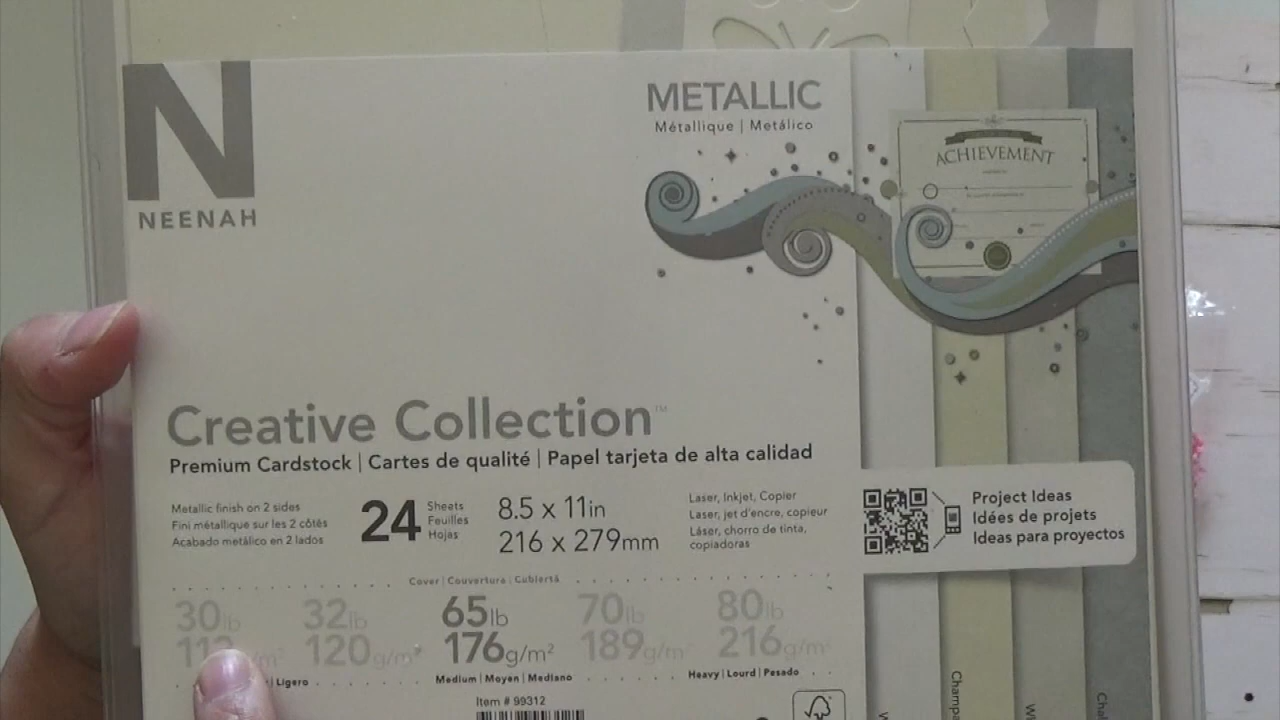 N
NEENAH
METALLIC
Métallique | Metálico
ACHIEVEMENT
Creative Collection™
Premium Cardstock | Cartes de qualité | Papel tarjeta de alta calidad
Metallic finish on 2 sides
Fini métallique sur les 2 côtés
Acabado metálico en 2 lados
24
Sheets
Feuilles
Hojas
8.5 x 11in
216 x 279mm
Laser, Inkjet, Copier
Laser, jet d'encre, copieur
Láser, chorro de tinta,
copiadoras
Project Ideas
Idées de projets
Ideas para proyectos
Cover | Couverture | Cubierta
30lb 32lb 65lb 70lb 80lb
120g/m² 176g/m² 189g/m² 216g/m²
Ligero Medium | Moyen | Mediano Heavy | Lourd | Pesado
Item # 99312
Champa
W
Cha